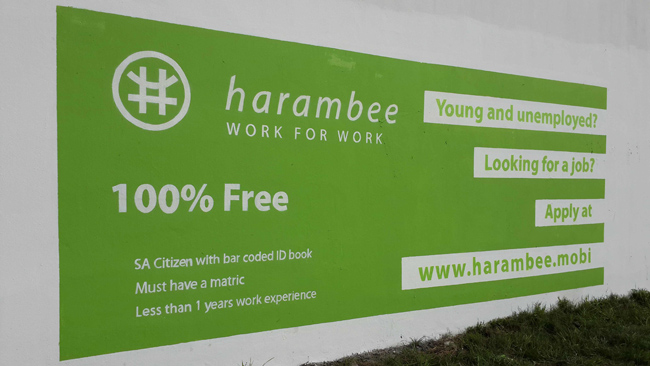 harambee
WORK FOR WORK
100% Free
SA Citizen with bar coded ID book
Must have a matric
Less than 1 years work experience
Young and unemployed?
Looking for a job?
Apply at
www.harambee.mobi